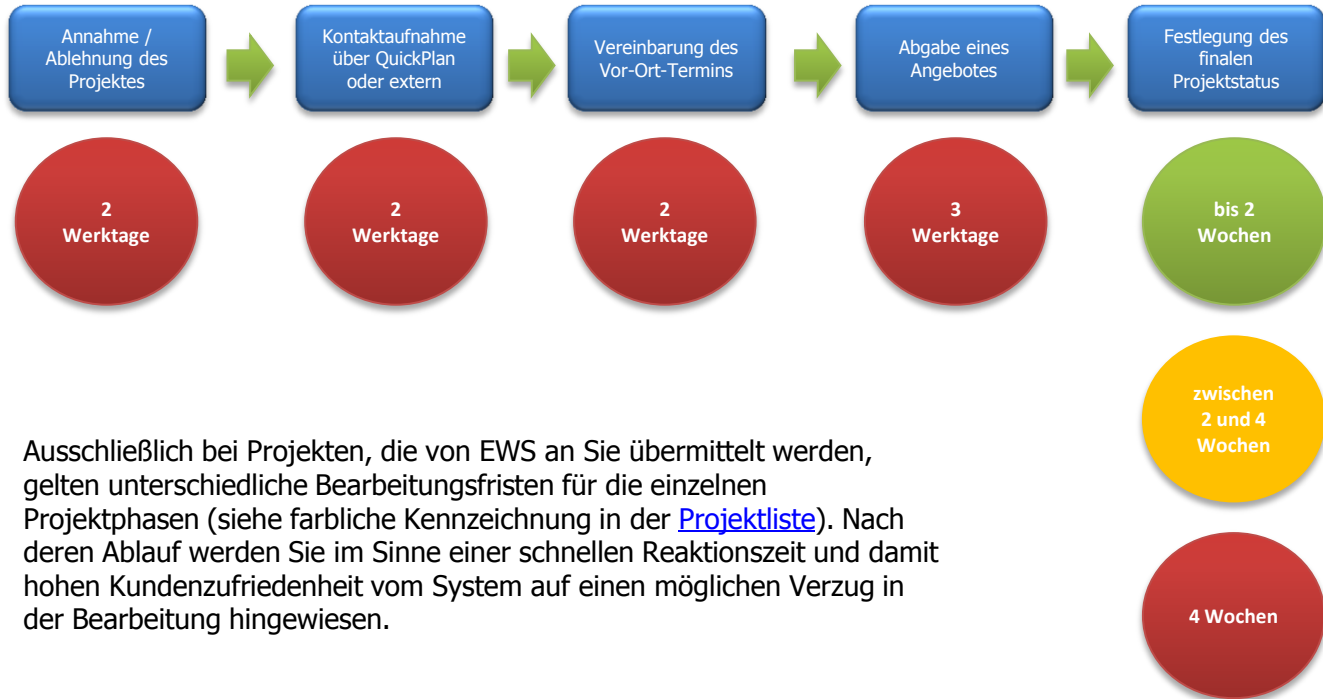 Annahme /
Ablehnung des
Projektes
Kontaktaufnahme
über QuickPlan
oder extern
Vereinbarung des
Vor-Ort-Termins
Abgabe eines
Angebotes
Festlegung des
finalen
Projektstatus
2
Werktage
2
Werktage
2
Werktage
3
Werktage
bis 2
Wochen
zwischen
2 und 4
Wochen
4 Wochen
Ausschließlich bei Projekten, die von EWS an Sie übermittelt werden,
gelten unterschiedliche Bearbeitungsfristen für die einzelnen
Projektphasen (siehe farbliche Kennzeichnung in der Projektliste). Nach
deren Ablauf werden Sie im Sinne einer schnellen Reaktionszeit und damit
hohen Kundenzufriedenheit vom System auf einen möglichen Verzug in
der Bearbeitung hingewiesen.